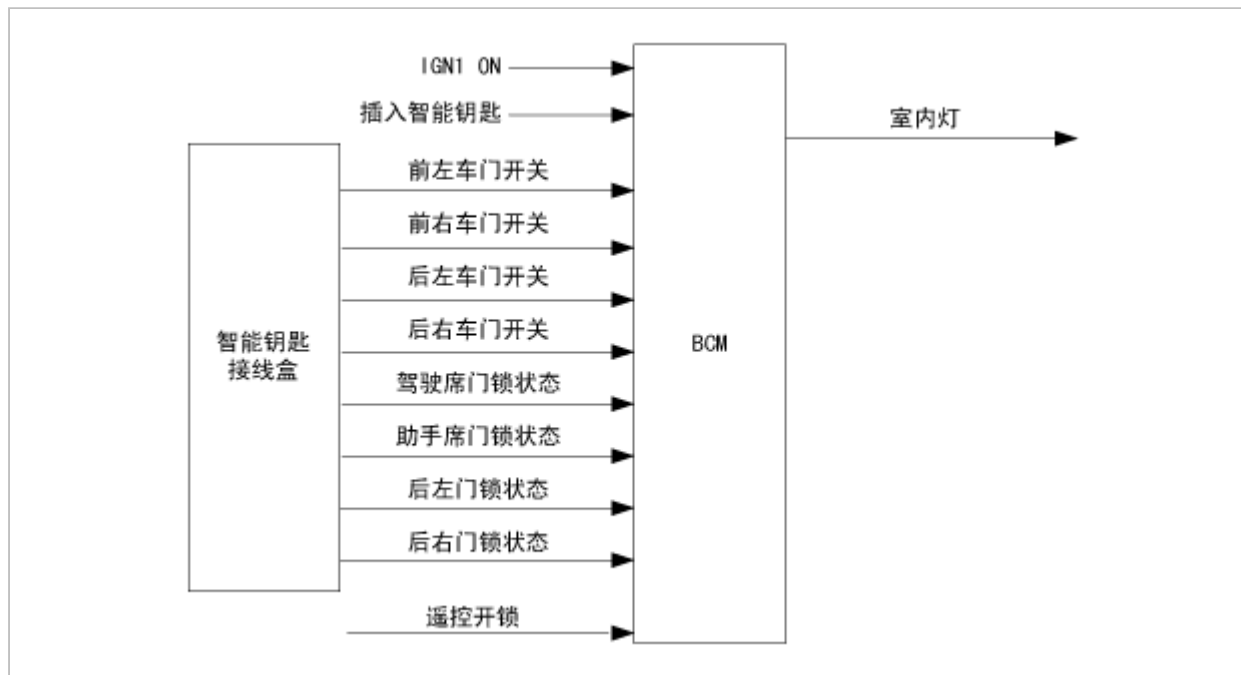 IGN1 ON
插入智能钥匙
室内灯
前左车门开关
前右车门开关
后左车门开关
后右车门开关
智能钥匙
接线盒
BCM
驾驶席门锁状态
助手席门锁状态
后左门锁状态
后右门锁状态
遥控开锁